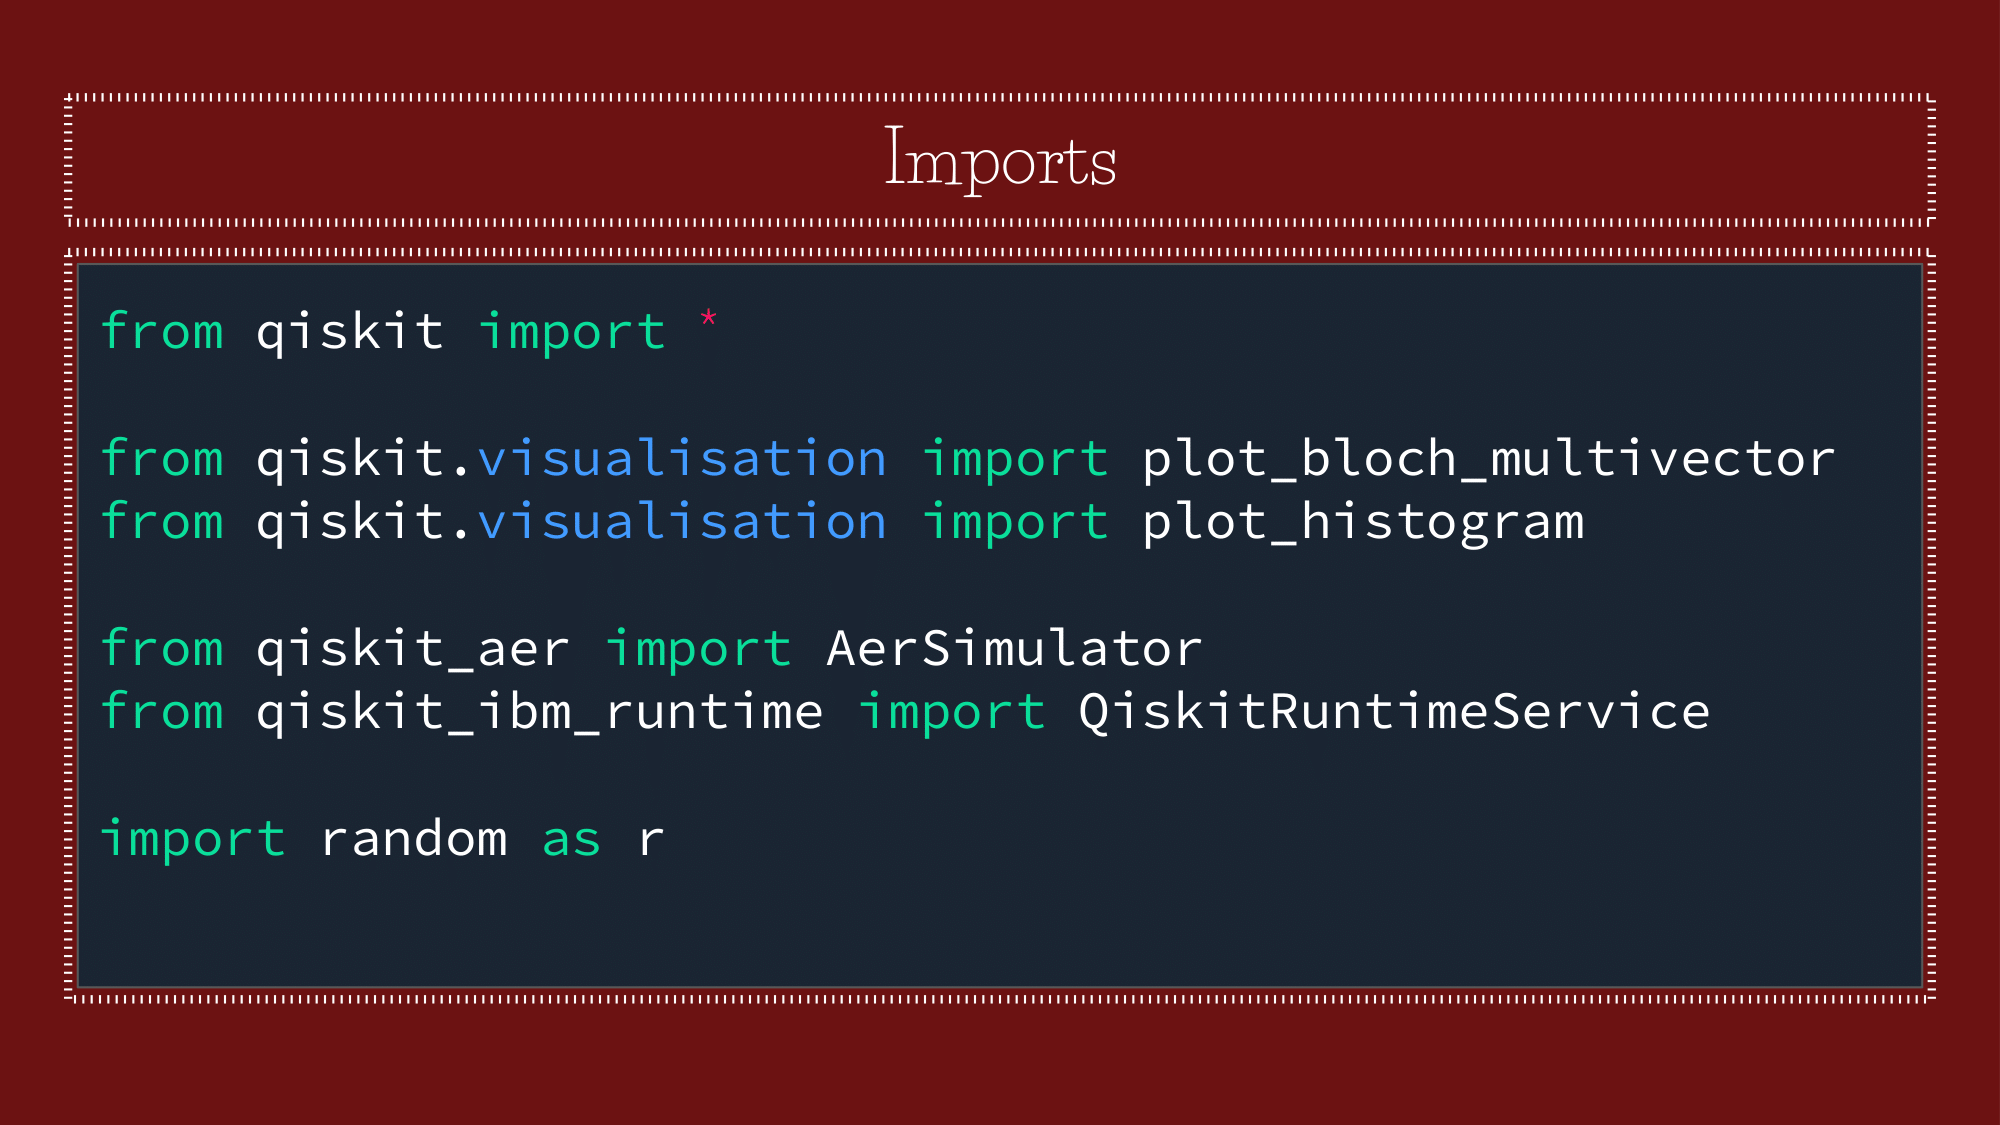 Imports
from qiskit import *
from qiskit.visualisation import plot_bloch_multivector
from qiskit.visualisation import plot_histogram
from qiskit_aer import AerSimulator
from qiskit_ibm_runtime import QiskitRuntimeService
import random as r